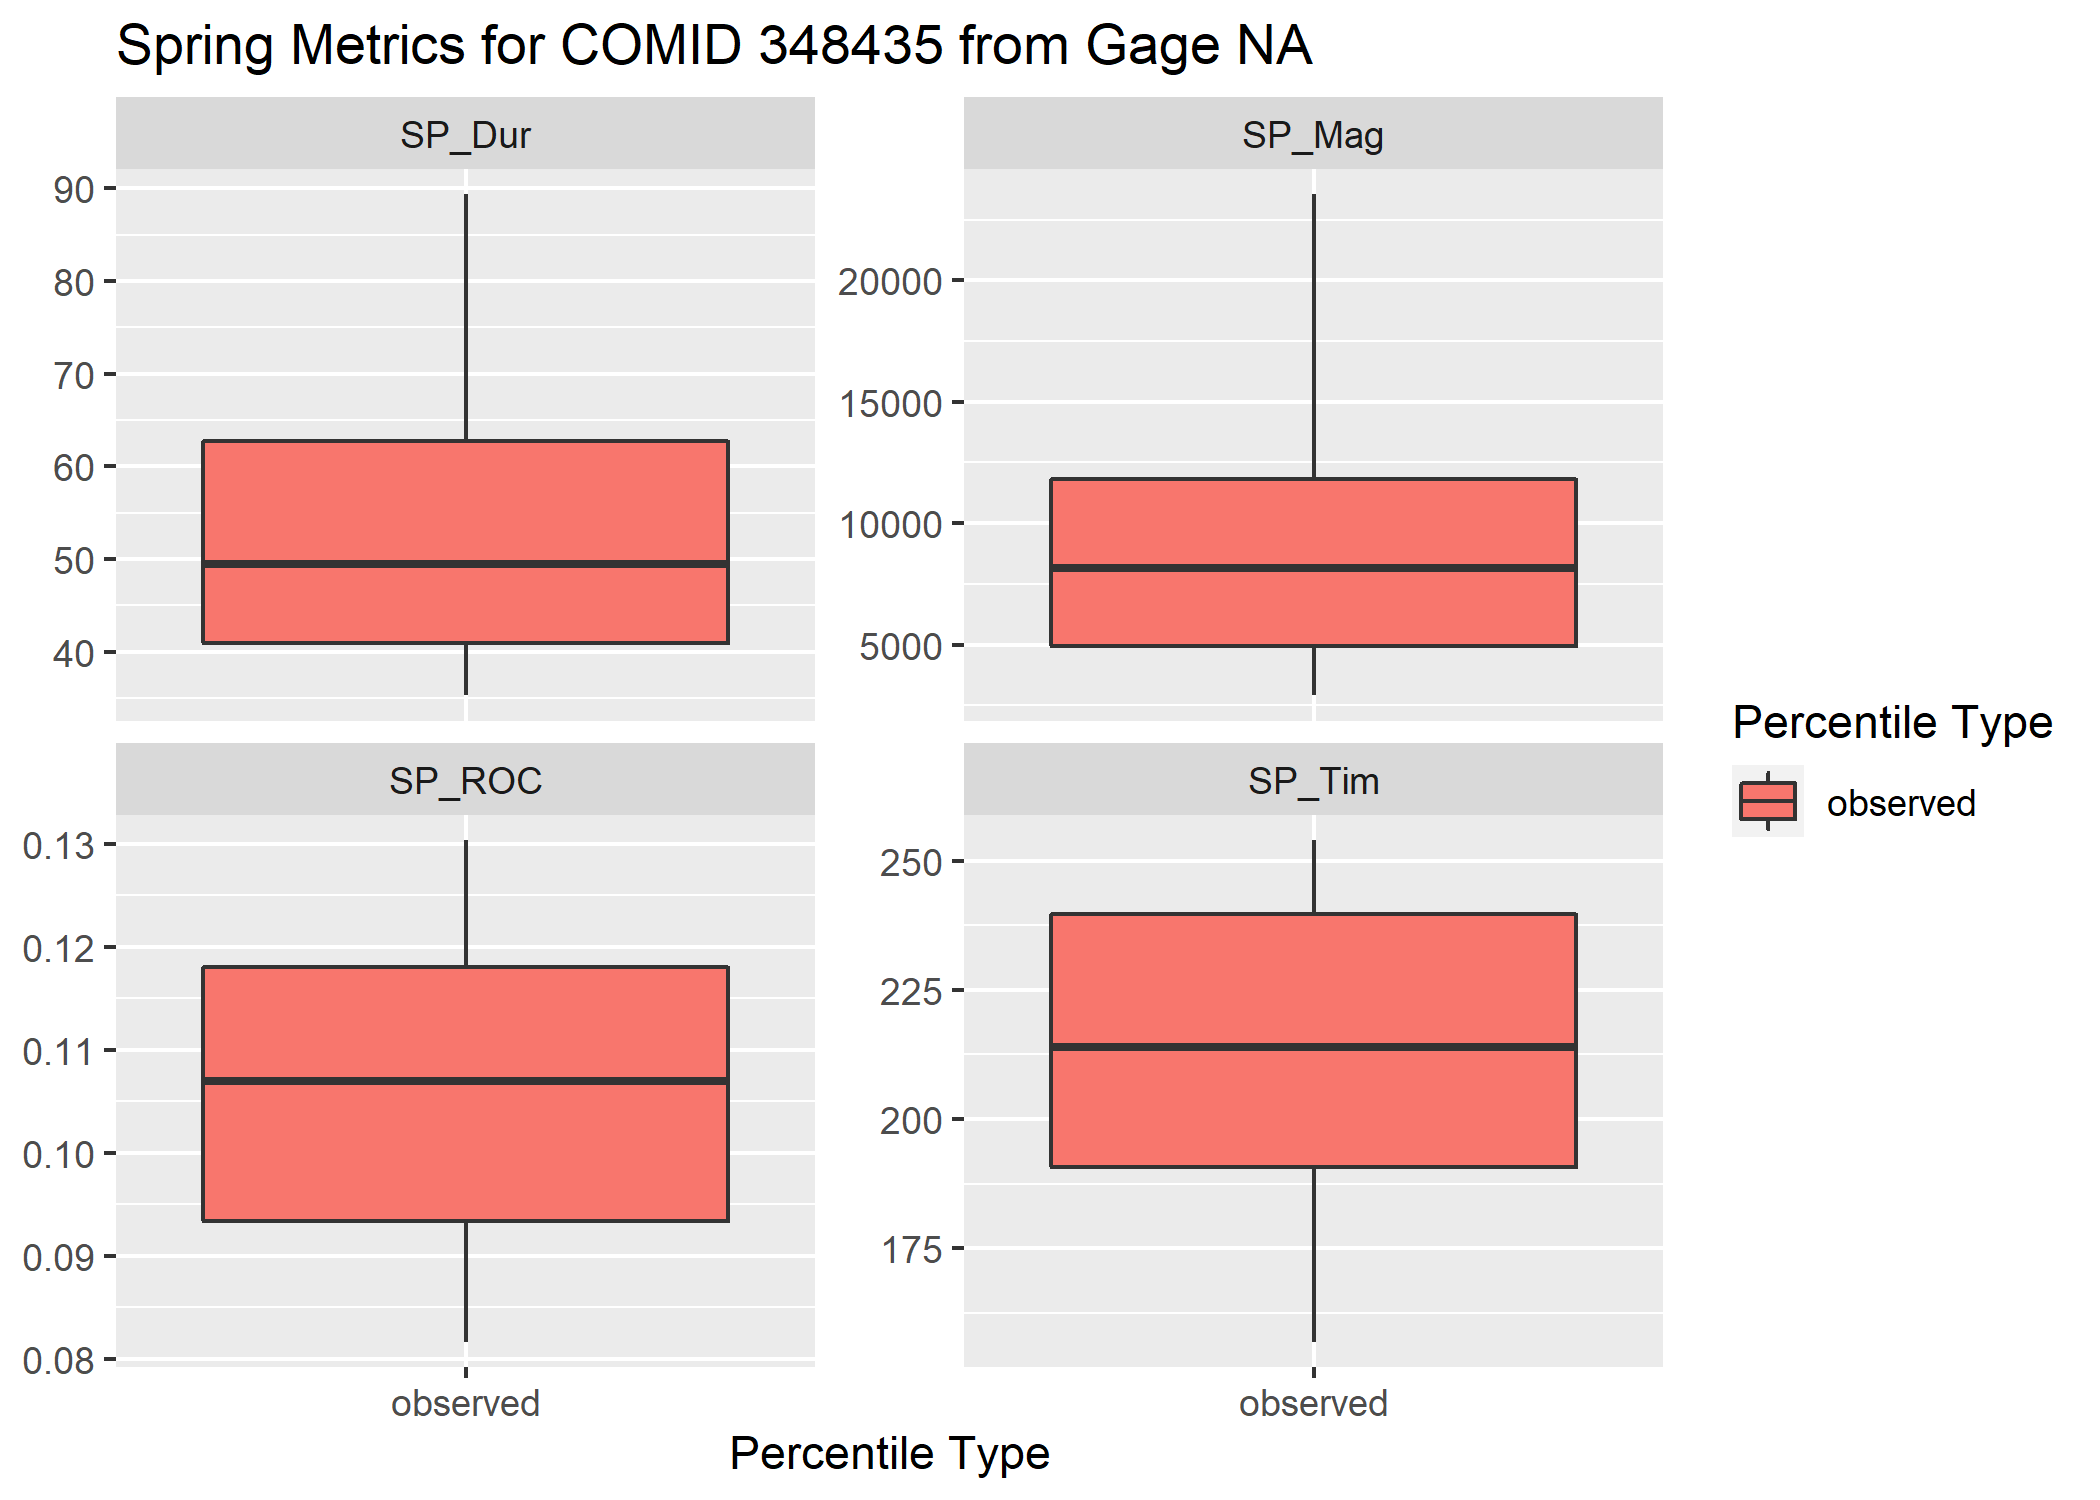 Spring Metrics for COMID 348435 from Gage NA
SP_Dur
90
80
70
60
50
40
SP_Mag
20000
15000
10000
5000
SP_ROC
0.13
0.12
0.11
0.10
0.09
0.08
observed
SP_Tim
250
225
200
175
observed
Percentile Type
Percentile Type
observed